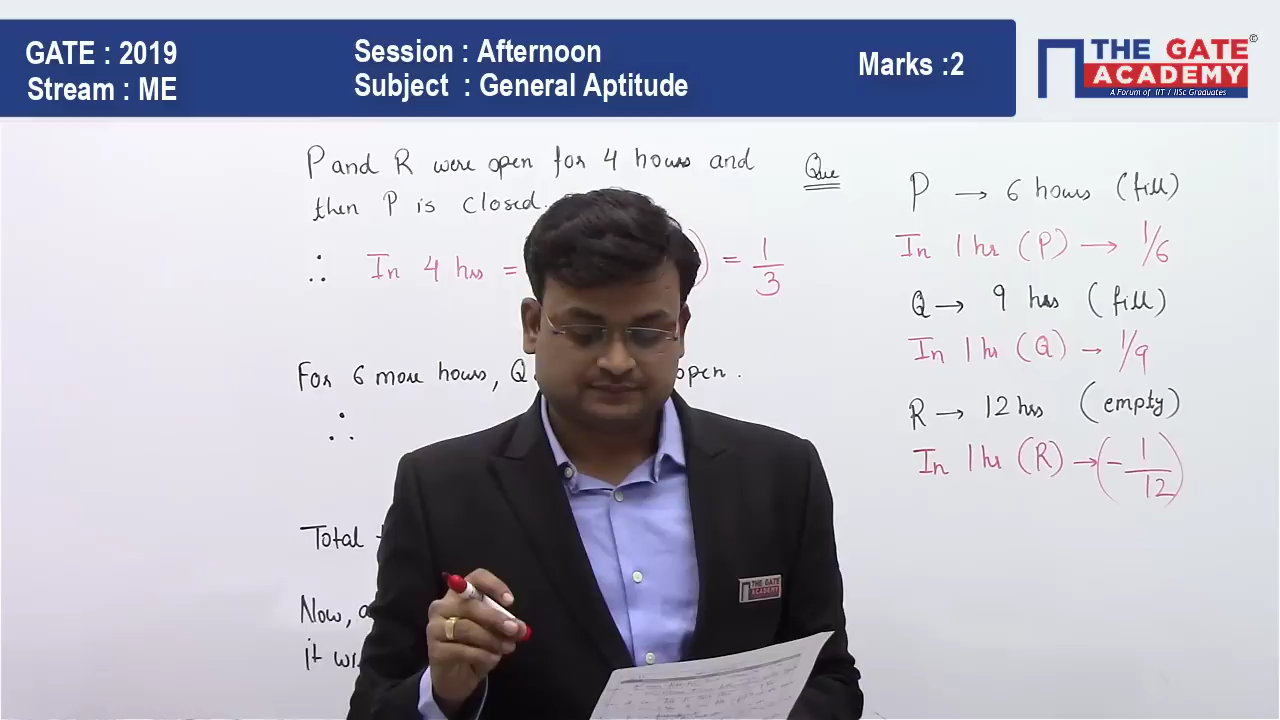 GATE : 2019
Stream : ME
Session : Afternoon
Subject : General Aptitude
Marks :2
THE GATE
ACADEMY
©
A Forum of IIT / IISc Graduates
P and R were open for 4 hours and
then P is closed.
∴ In 4 hrs = ) = 1/3
For 6 more hours, Q open.
∴
Total
Now,
it
Que
P → 6 hours (fill)
In 1 hr (P) → 1/6
Q → 9 hrs (fill)
In 1 hr (Q) → 1/9
R → 12 hrs (empty)
In 1 hr (R) → (- 1/12)
THE GATE
ACADEMY